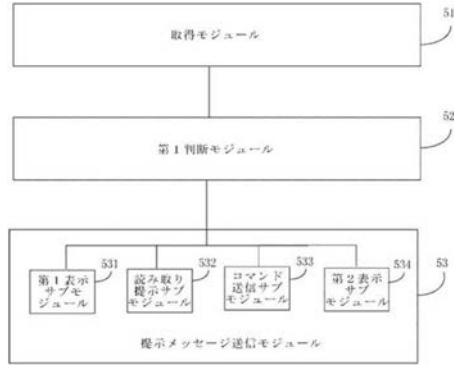 取得モジュール
51
第1判断モジュール
52
第1表示
サブモ
ジュール
531
読み取り
提示サブ
モジュール
532
コマンド
送信サブ
モジュール
533
第2表示
サブ
モジュール
534
53
提示メッセージ送信モジュール